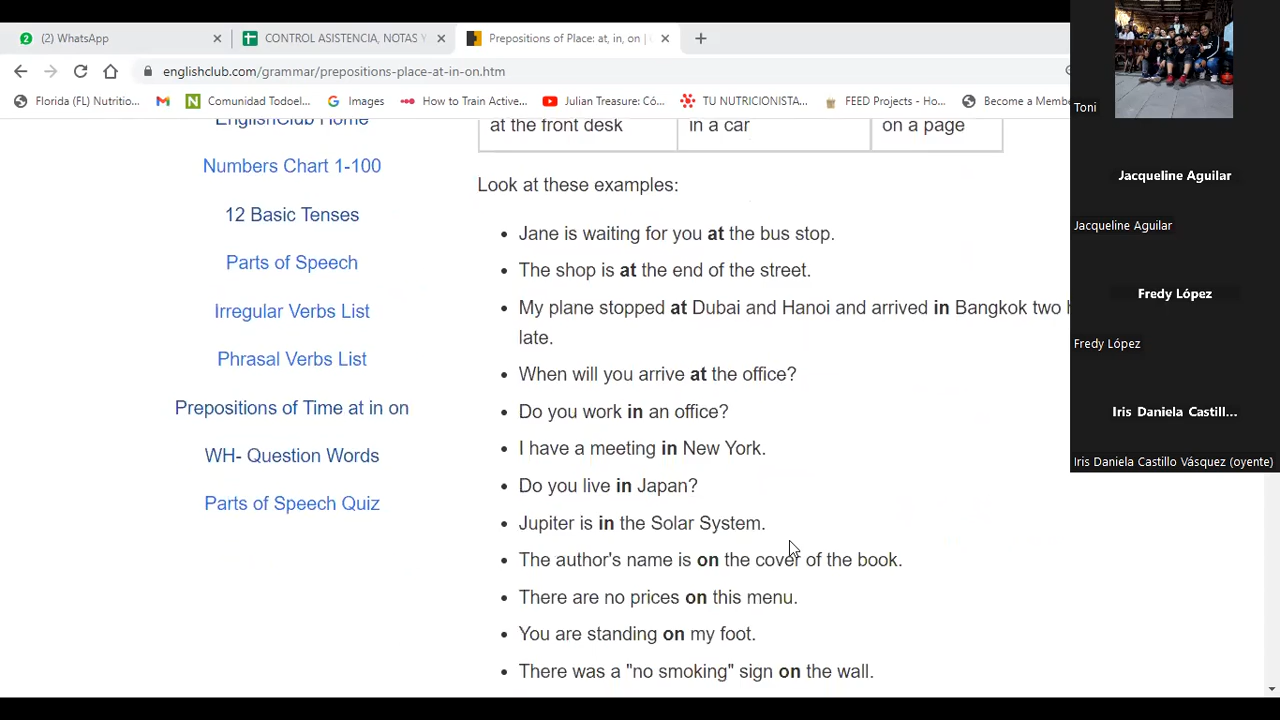 2 (2) WhatsApp
CONTROL ASISTENCIA, NOTAS Y
Prepositions of Place: at, in, on |
englishclub.com/grammar/prepositions-place-at-in-on.htm
Florida (FL) Nutritio...
Comunidad Todoel...
Images
How to Train Active...
Julian Treasure: Có...
TU NUTRICIONISTA...
FEED Projects - Ho...
Become a Membe
EnglishClub Home
Numbers Chart 1-100
12 Basic Tenses
Parts of Speech
Irregular Verbs List
Phrasal Verbs List
Prepositions of Time at in on
WH- Question Words
Parts of Speech Quiz
at the front desk in a car on a page
Look at these examples:
• Jane is waiting for you at the bus stop.
• The shop is at the end of the street.
• My plane stopped at Dubai and Hanoi and arrived in Bangkok two
late.
• When will you arrive at the office?
• Do you work in an office?
• I have a meeting in New York.
• Do you live in Japan?
• Jupiter is in the Solar System.
• The author's name is on the cover of the book.
• There are no prices on this menu.
• You are standing on my foot.
• There was a "no smoking" sign on the wall.
Toni
Jacqueline Aguilar
Jacqueline Aguilar
Fredy López
Fredy López
Iris Daniela Castill...
Iris Daniela Castillo Vásquez (oyente)